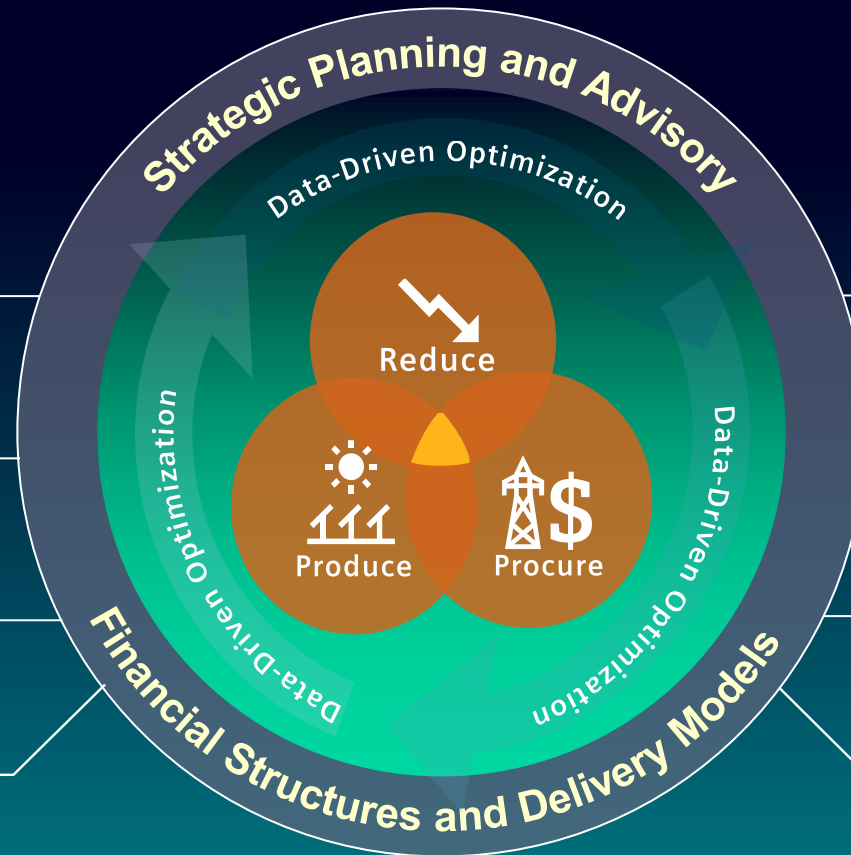 Strategic Planning and Advisory
Data-Driven Optimization
Reduce
Data-Driven Optimization
Data-Driven Optimization
Produce
$
Procure
Financial Structures and Delivery Models